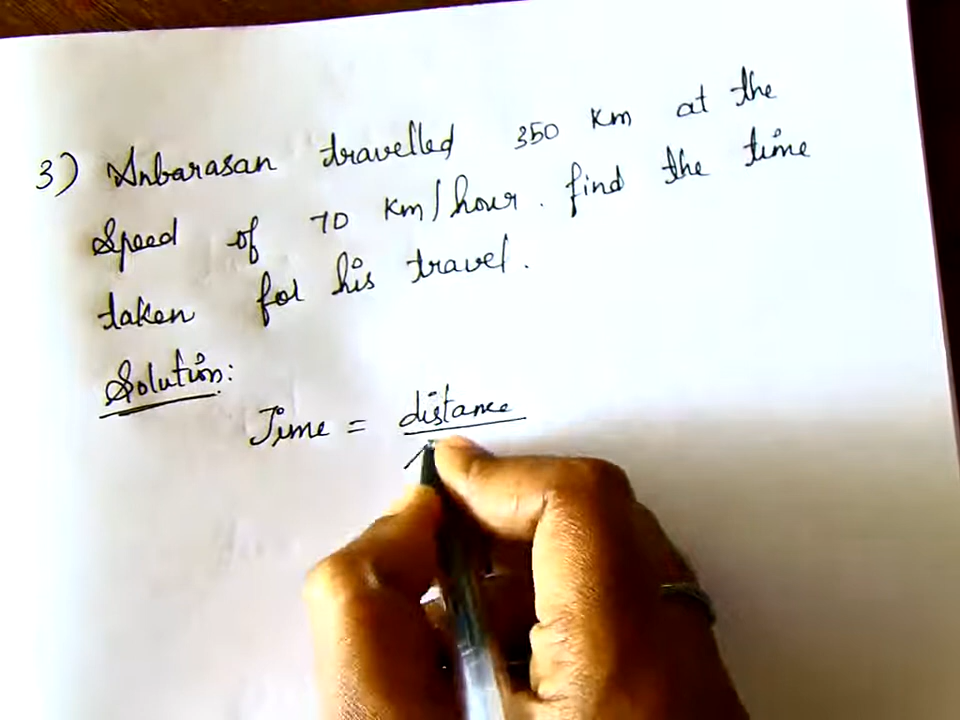 3) Anbarasan travelled 350 Km at the
Speed of 70 Km/hour. find the time
taken for his travel.
Solution:
Time = distance